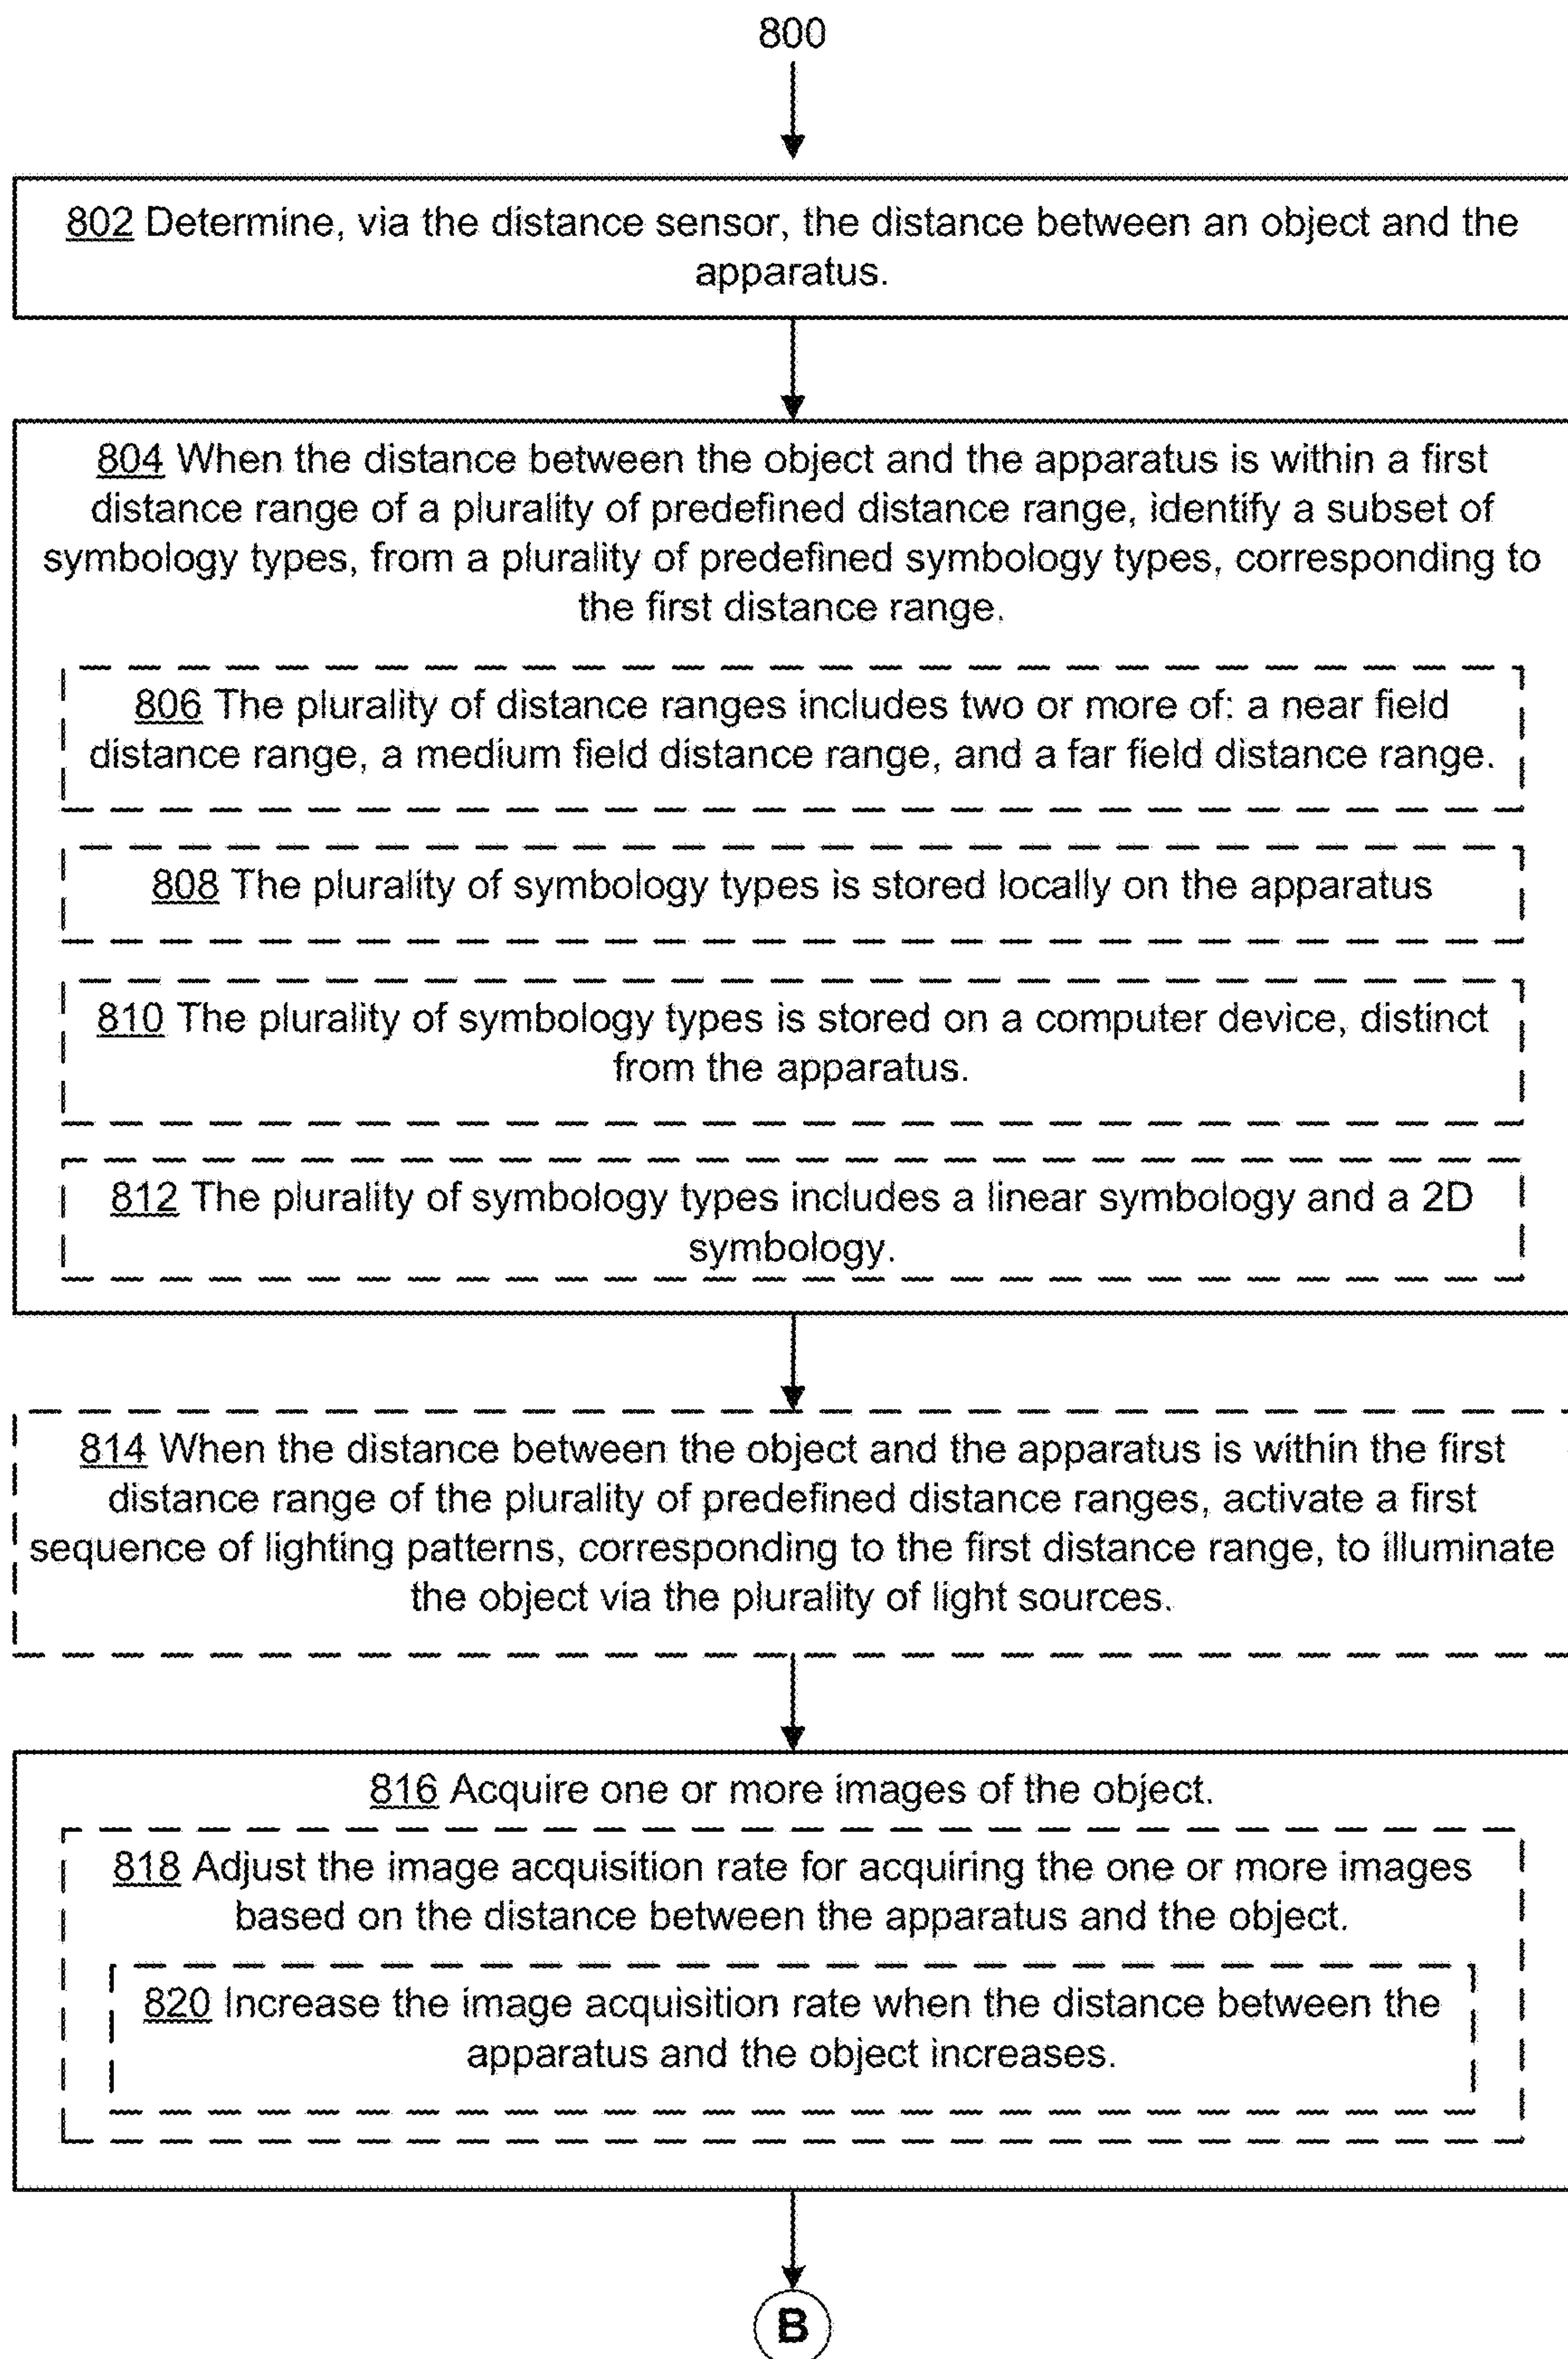 800
802 Determine, via the distance sensor, the distance between an object and the
apparatus.
804 When the distance between the object and the apparatus is within a first
distance range of a plurality of predefined distance range, identify a subset of
symbology types, from a plurality of predefined symbology types, corresponding to
the first distance range.
806 The plurality of distance ranges includes two or more of: a near field
distance range, a medium field distance range, and a far field distance range.
808 The plurality of symbology types is stored locally on the apparatus
810 The plurality of symbology types is stored on a computer device, distinct
from the apparatus.
812 The plurality of symbology types includes a linear symbology and a 2D
symbology.
814 When the distance between the object and the apparatus is within the first
distance range of the plurality of predefined distance ranges, activate a first
sequence of lighting patterns, corresponding to the first distance range, to illuminate
the object via the plurality of light sources.
816 Acquire one or more images of the object.
818 Adjust the image acquisition rate for acquiring the one or more images
based on the distance between the apparatus and the object.
820 Increase the image acquisition rate when the distance between the
apparatus and the object increases.
B